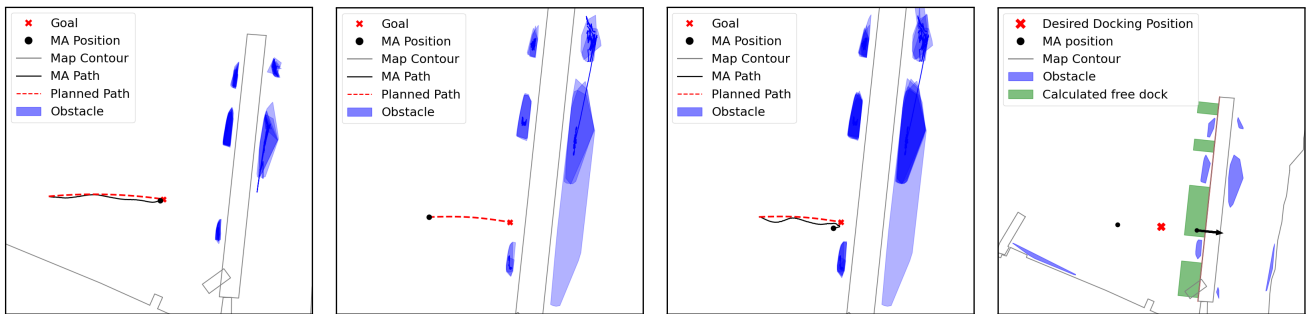 Goal
MA Position
Map Contour
MA Path
Planned Path
Obstacle
Goal
MA Position
Map Contour
MA Path
Planned Path
Obstacle
Goal
MA Position
Map Contour
MA Path
Planned Path
Obstacle
Desired Docking Position
MA position
Map Contour
Obstacle
Calculated free dock